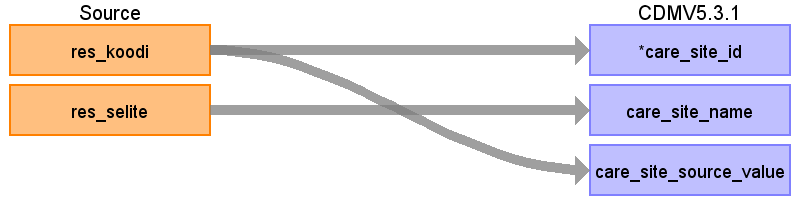 Source CDMV5.3.1
res_koodi *care_site_id
res_selite care_site_name
care_site_source_value